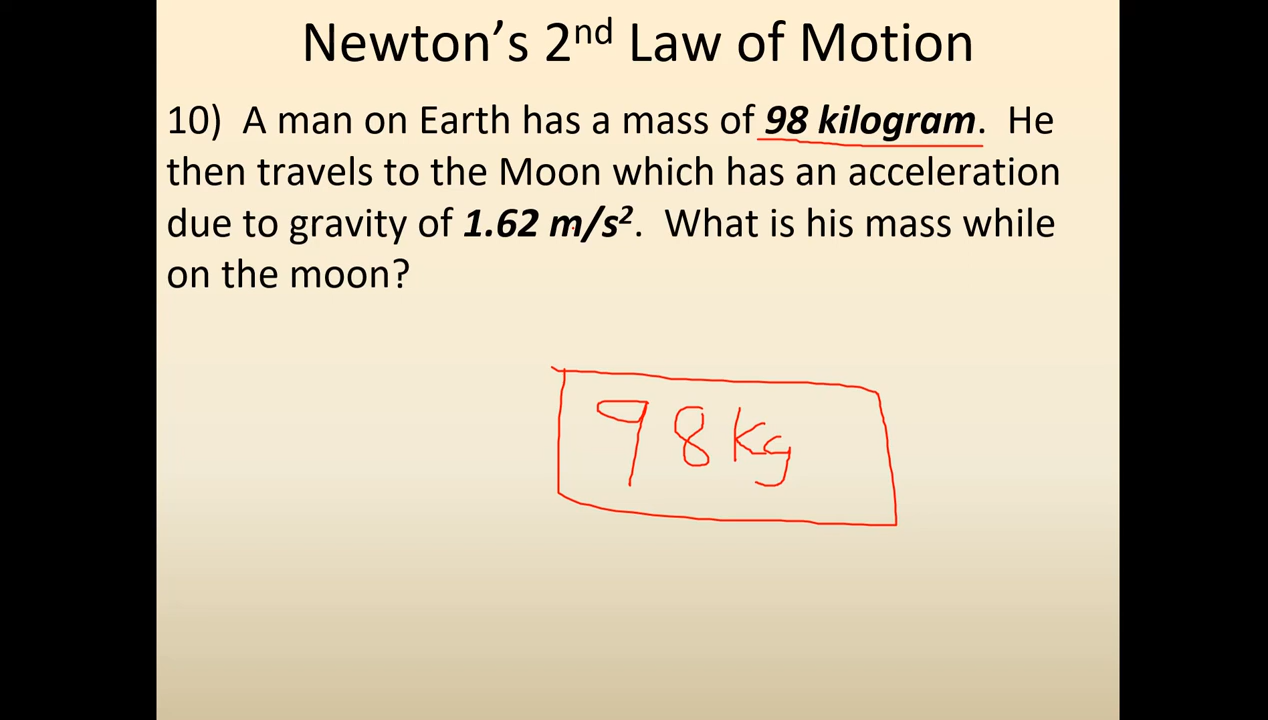 Newton's 2nd Law of Motion
10) A man on Earth has a mass of 98 kilogram. He
then travels to the Moon which has an acceleration
due to gravity of 1.62 m/s². What is his mass while
on the moon?
98kg